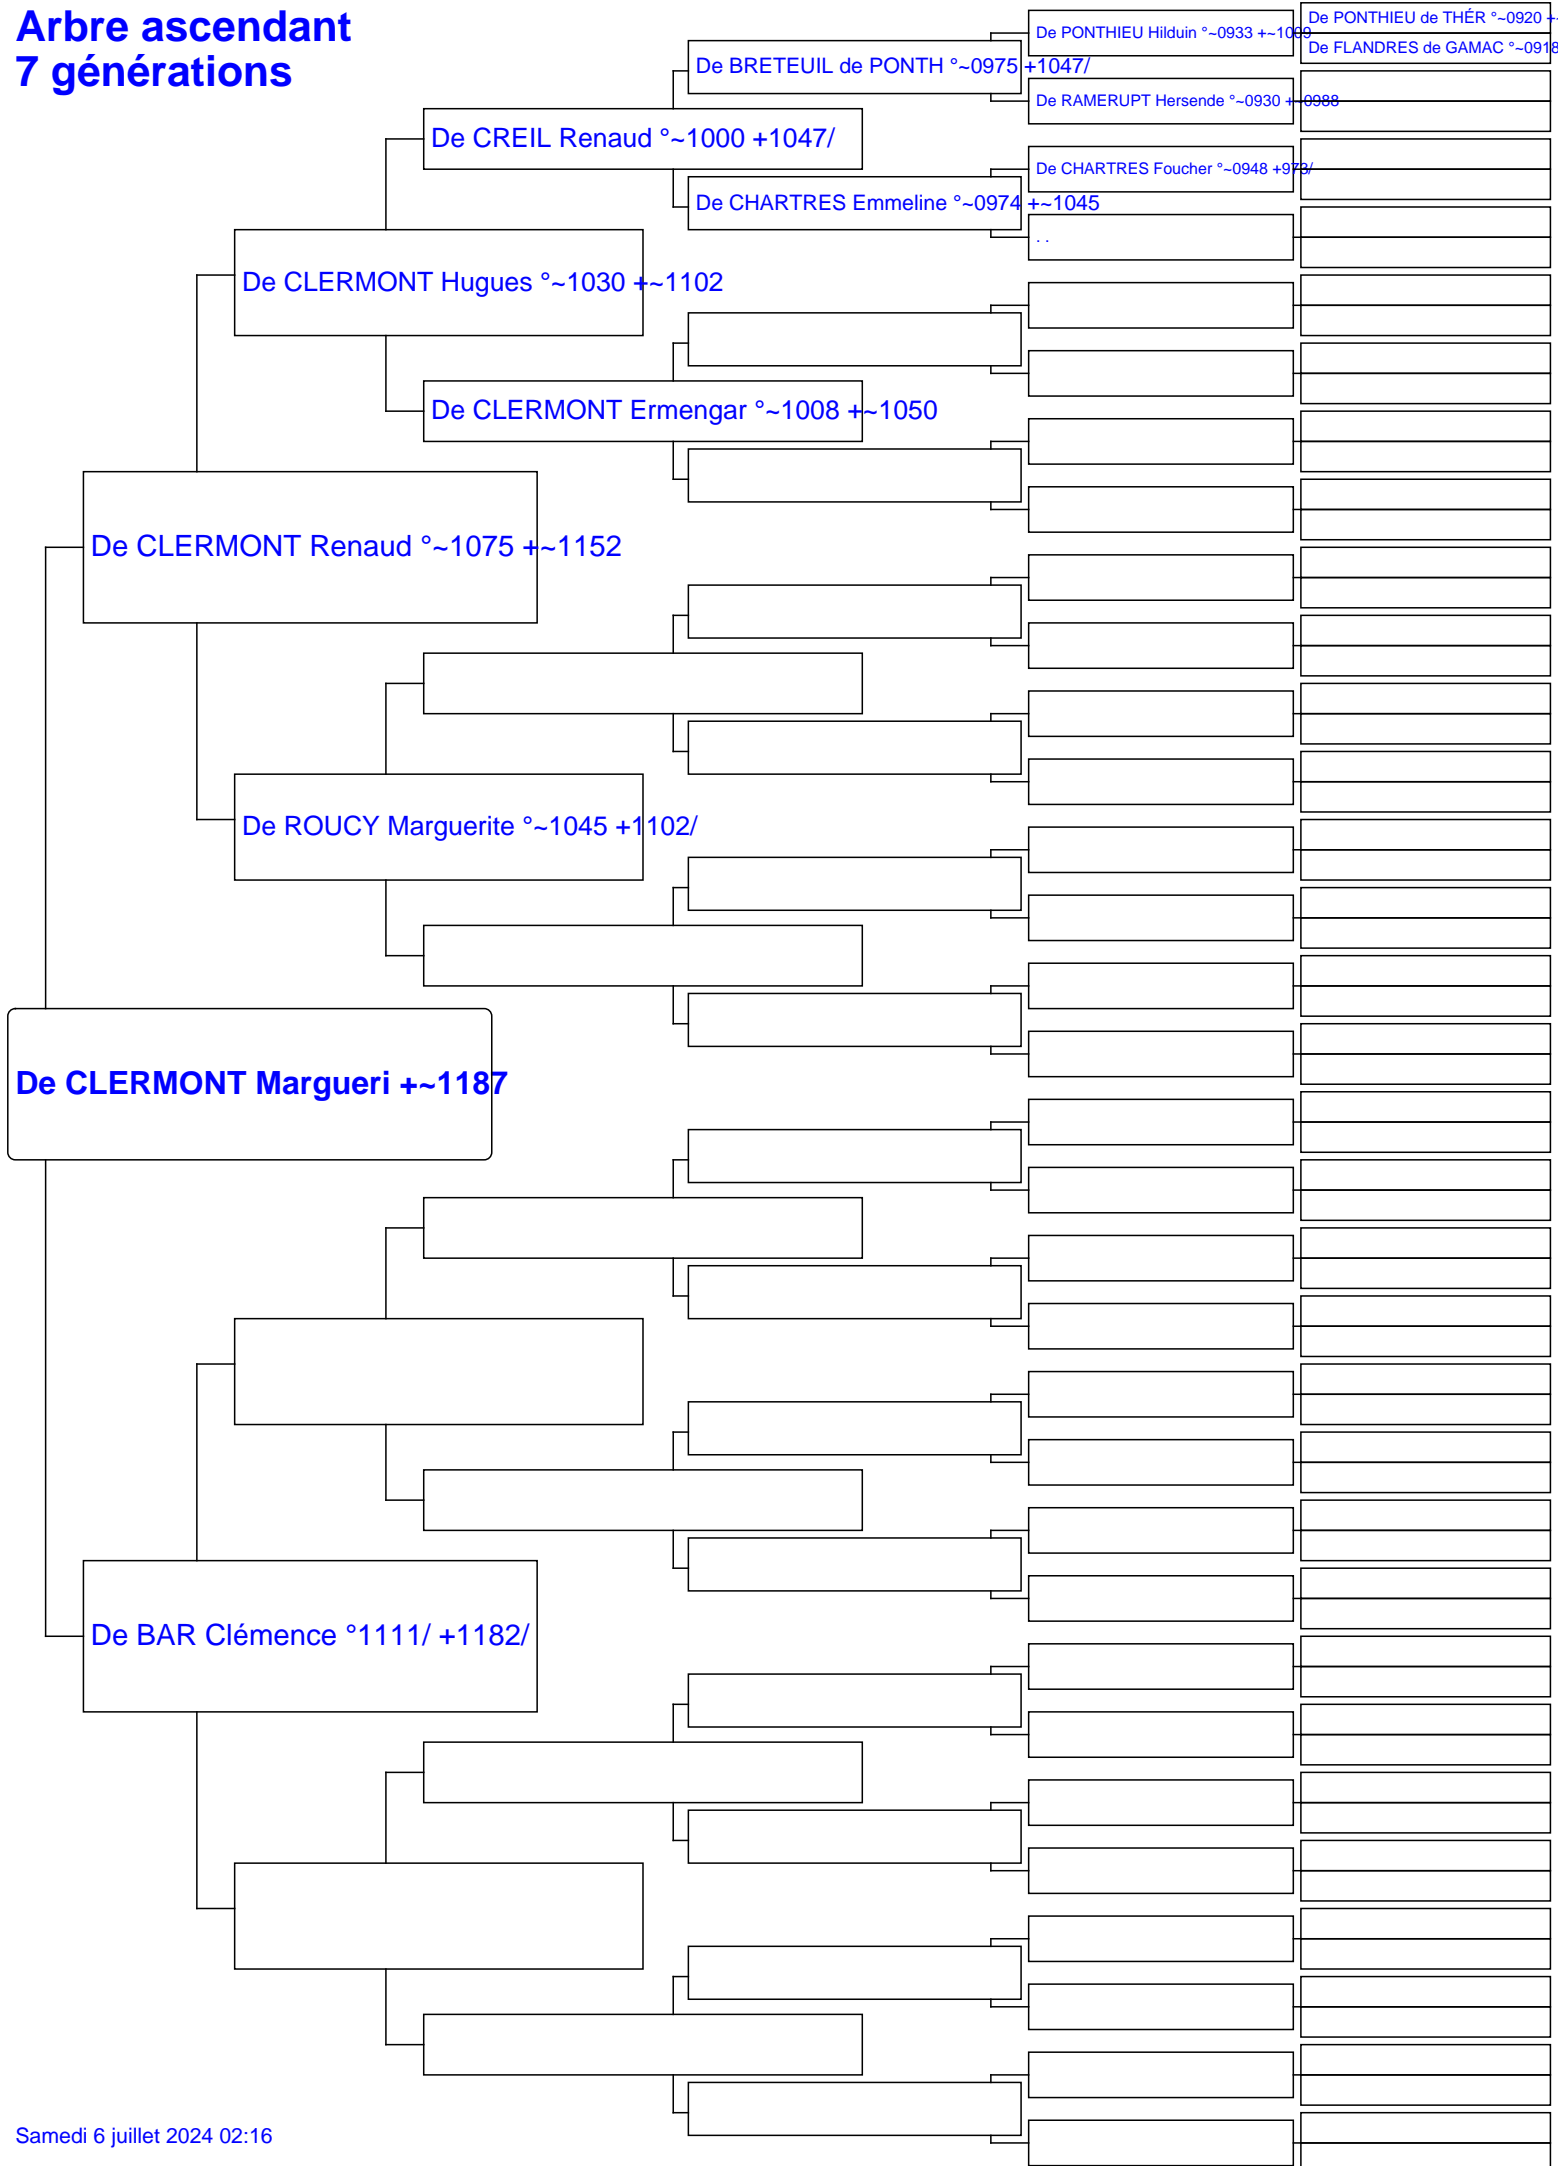 Arbre ascendant
7 générations
De PONTHIEU de THÉR °~0920 +
De PONTHIEU Hilduin °~0933 +~1009
De FLANDRES de GAMAC °~0918
De BRETEUIL de PONTH °~0975 +1047/
De RAMERUPT Hersende °~0930 +~0988
De CREIL Renaud °~1000 +1047/
De CHARTRES Foucher °~0948 +973/
De CHARTRES Emmeline °~0974 +~1045
. .
De CLERMONT Hugues °~1030 +~1102
De CLERMONT Ermengar °~1008 +~1050
De CLERMONT Renaud °~1075 +~1152
De ROUCY Marguerite °~1045 +1102/
De CLERMONT Margueri +~1187
De BAR Clémence °1111/ +1182/
Samedi 6 juillet 2024 02:16